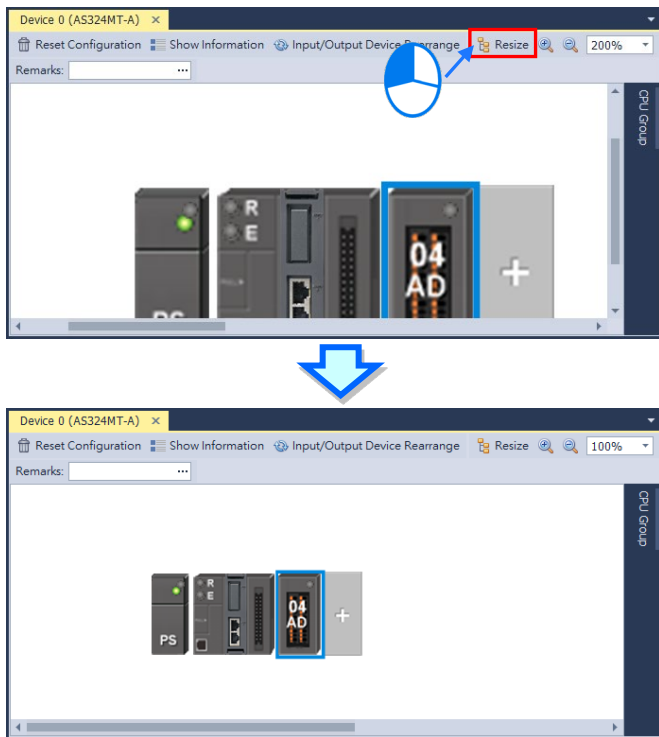 Device 0 (AS324MT-A) ×
Reset Configuration Show Information Input/Output Device Rearrange Resize 200%
Remarks: ...
CPU Group
R
E
04
AD
+
PS
Device 0 (AS324MT-A) ×
Reset Configuration Show Information Input/Output Device Rearrange Resize 100%
Remarks: ...
CPU Group
R
E
04
AD
+
PS